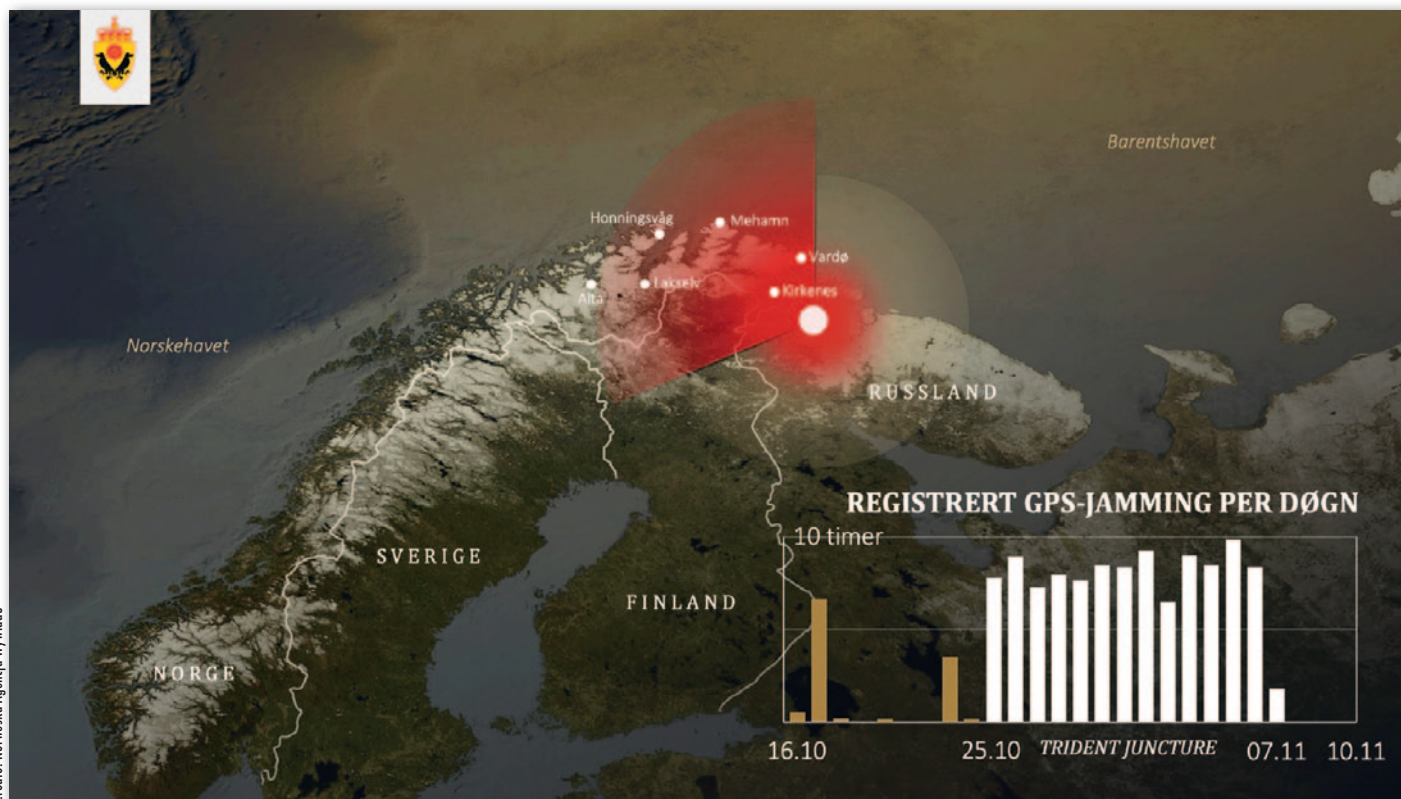 Barentshavet
Honningsvåg
Mehamn
Vardø
Lakselv
Alta
Kirkenes
Norskehavet
RUSSLAND
REGISTRERT GPS-JAMMING PER DØGN
10 timer
SVERIGE
FINLAND
NORGE
16.10
25.10
TRIDENT JUNCTURE
07.11
10.11